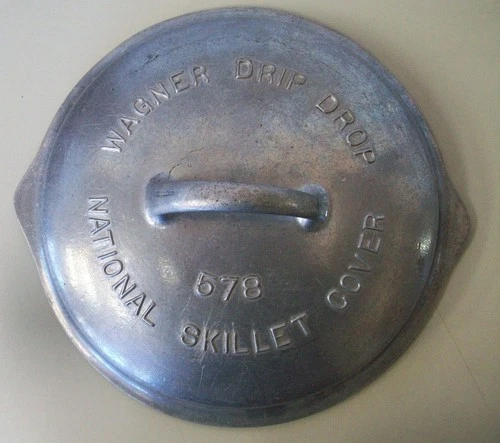 WAGNER DRIP DROP
578
NATIONAL SKILLET COVER